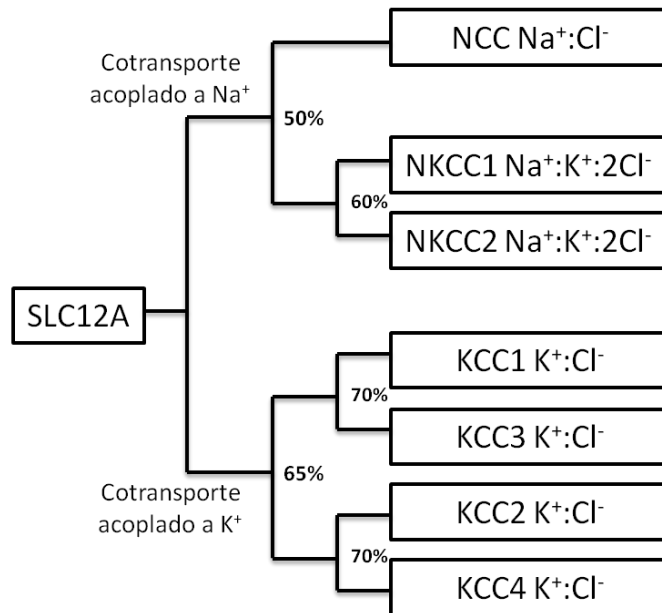 NCC Na⁺:Cl⁻
Cotransporte
acoplado a Na⁺
50%
NKCC1 Na⁺:K⁺:2Cl⁻
60%
NKCC2 Na⁺:K⁺:2Cl⁻
SLC12A
KCC1 K⁺:Cl⁻
70%
KCC3 K⁺:Cl⁻
65%
Cotransporte
acoplado a K⁺
KCC2 K⁺:Cl⁻
70%
KCC4 K⁺:Cl⁻